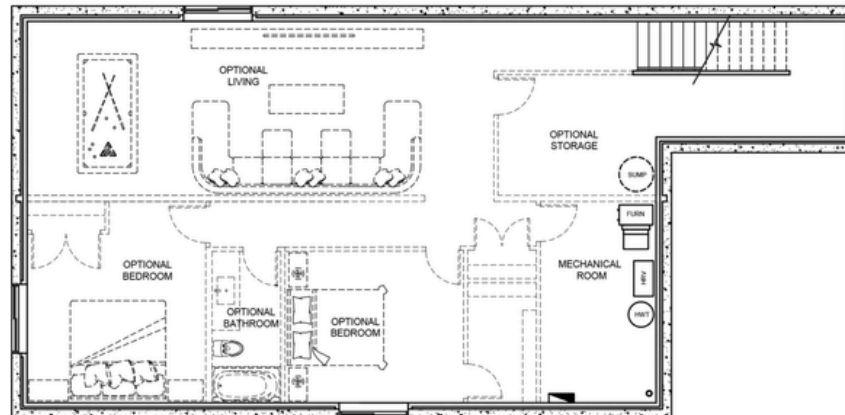 OPTIONAL
LIVING
OPTIONAL
STORAGE
SUMP
FURN
OPTIONAL
BEDROOM
MECHANICAL
ROOM
HRV
OPTIONAL
BATHROOM
OPTIONAL
BEDROOM
HWT